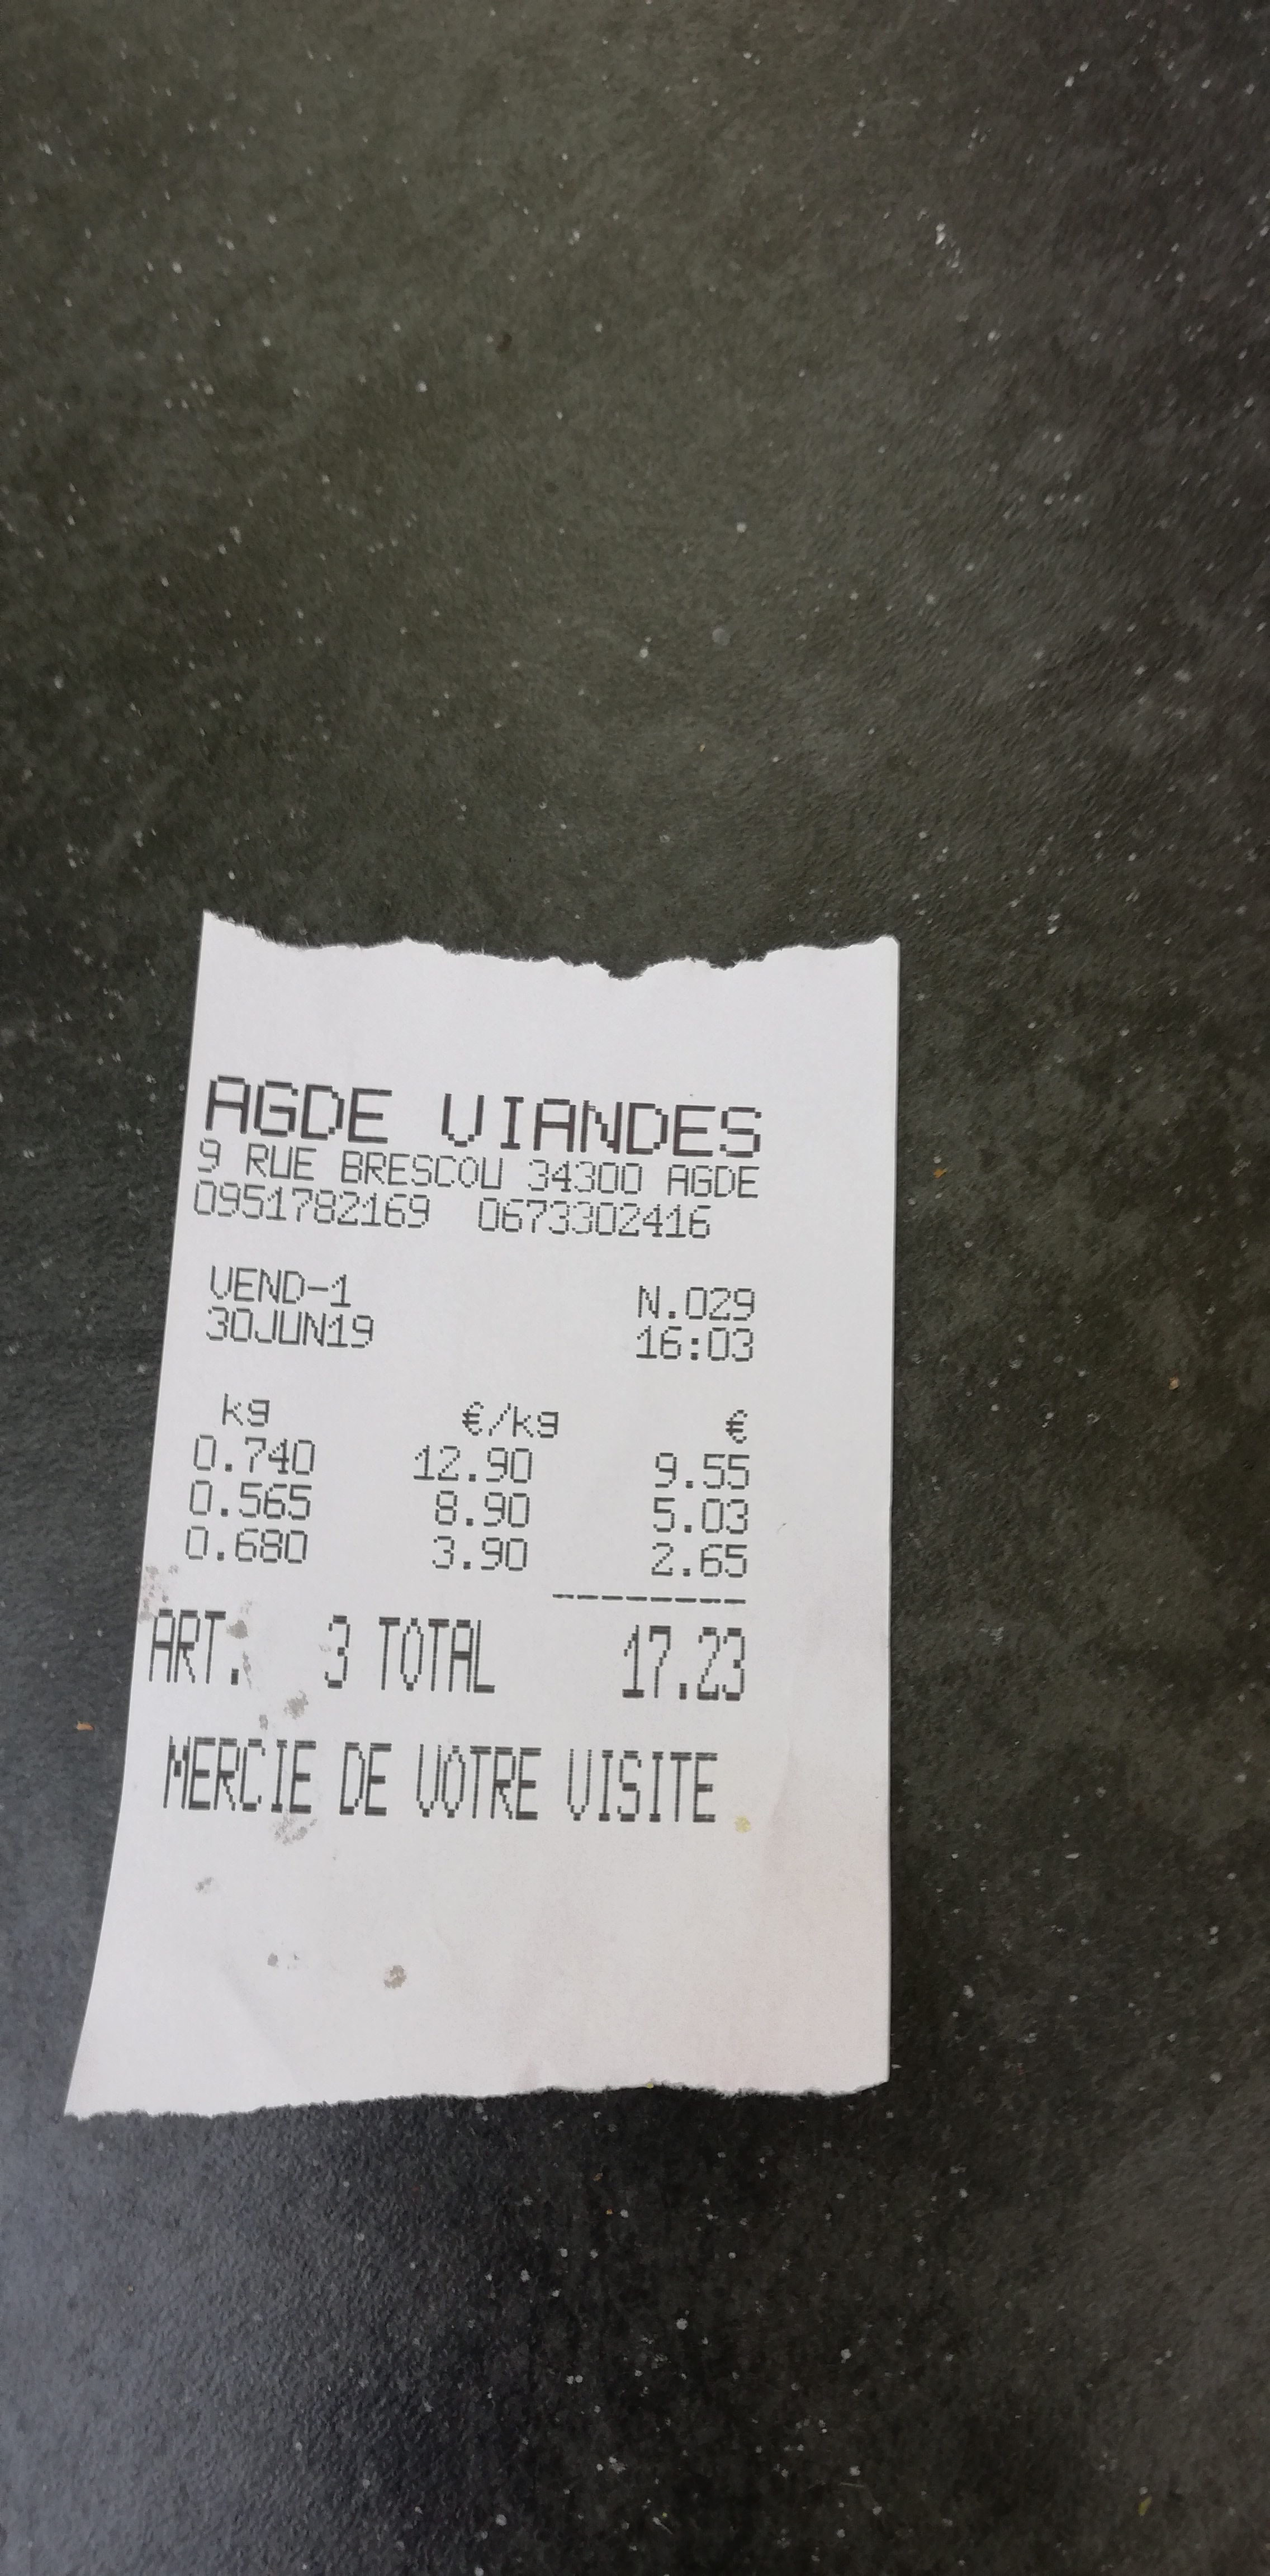 AGDE VIANDES
9 RUE BRESCOU 34300 AGDE
0951782169 0673302416
VEND-1 N.029
30JUN19 16:03
kg €/kg €
0.740 12.90 9.55
0.565 8.90 5.03
0.680 3.90 2.65
--------
ART. 3 TOTAL 17.23
MERCIE DE VOTRE VISITE